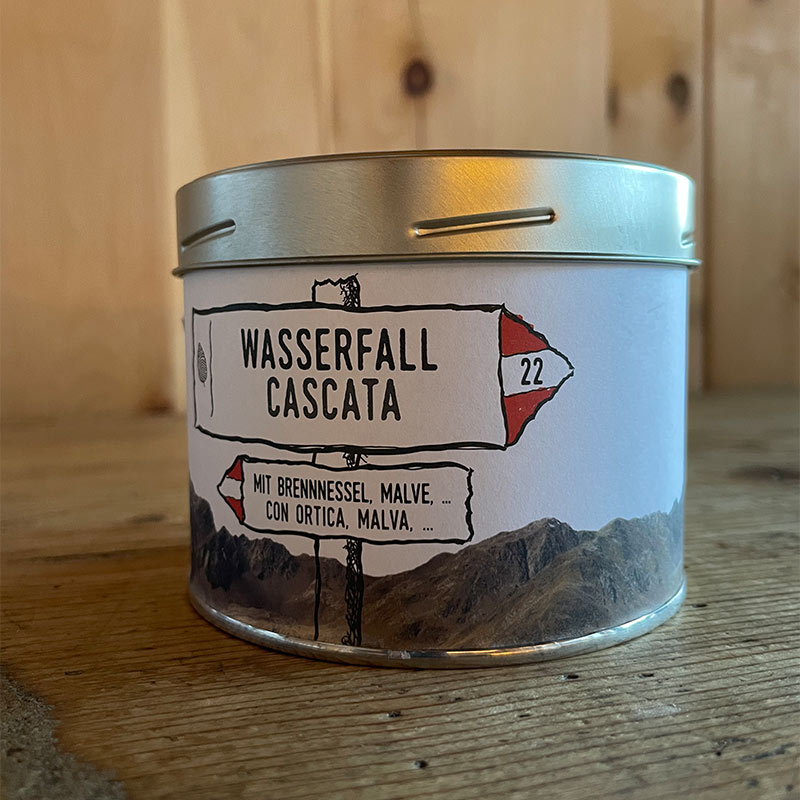 WASSERFALL
CASCATA
22
MIT BRENNNESSEL, MALVE, ...
CON ORTICA, MALVA, ...